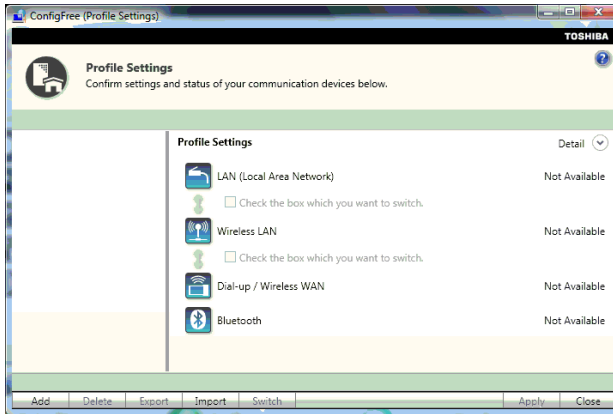 ConfigFree (Profile Settings)
TOSHIBA
Profile Settings
Confirm settings and status of your communication devices below.
Profile Settings
Detail
LAN (Local Area Network)
Not Available
Check the box which you want to switch.
Wireless LAN
Not Available
Check the box which you want to switch.
Dial-up / Wireless WAN
Not Available
Bluetooth
Not Available
Add Delete Export Import Switch Apply Close